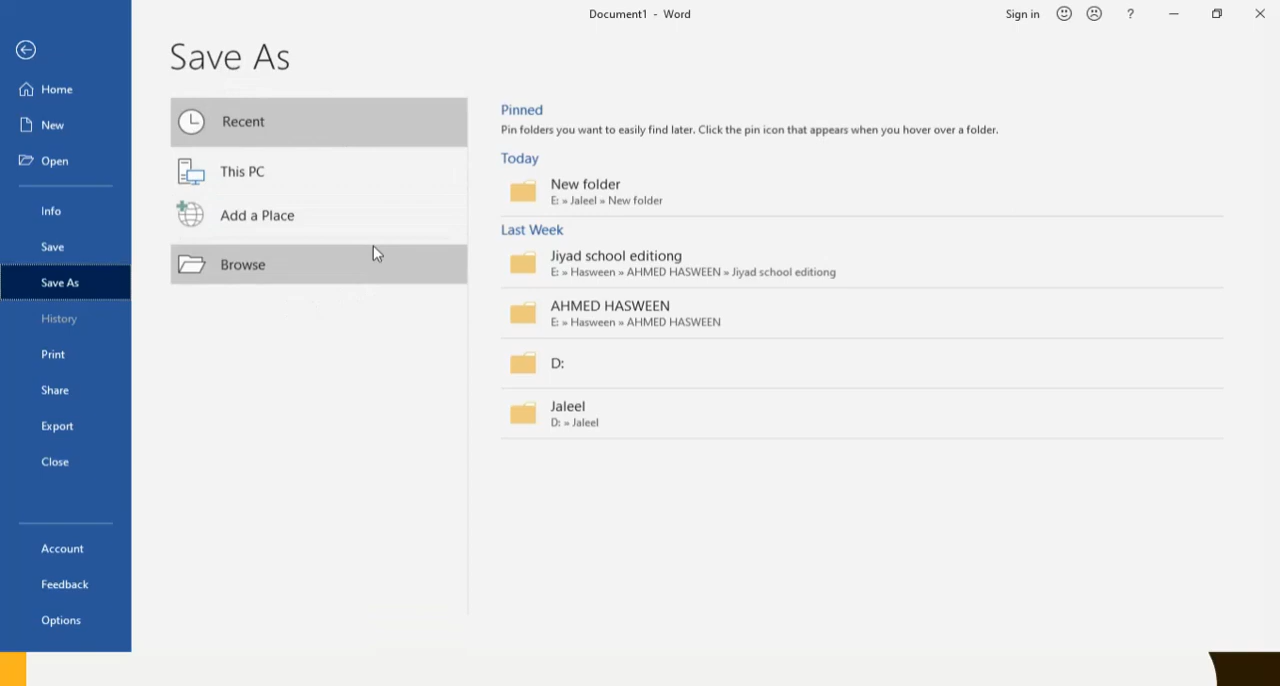 Document1 - Word
Sign in
?
Save As
Home
New
Open
Info
Save
Save As
History
Print
Share
Export
Close
Account
Feedback
Options
Recent
This PC
Add a Place
Browse
Pinned
Pin folders you want to easily find later. Click the pin icon that appears when you hover over a folder.
Today
New folder
E: » Jaleel » New folder
Last Week
Jiyad school editiong
E: » Hasween » AHMED HASWEEN » Jiyad school editiong
AHMED HASWEEN
E: » Hasween » AHMED HASWEEN
D:
Jaleel
D: » Jaleel